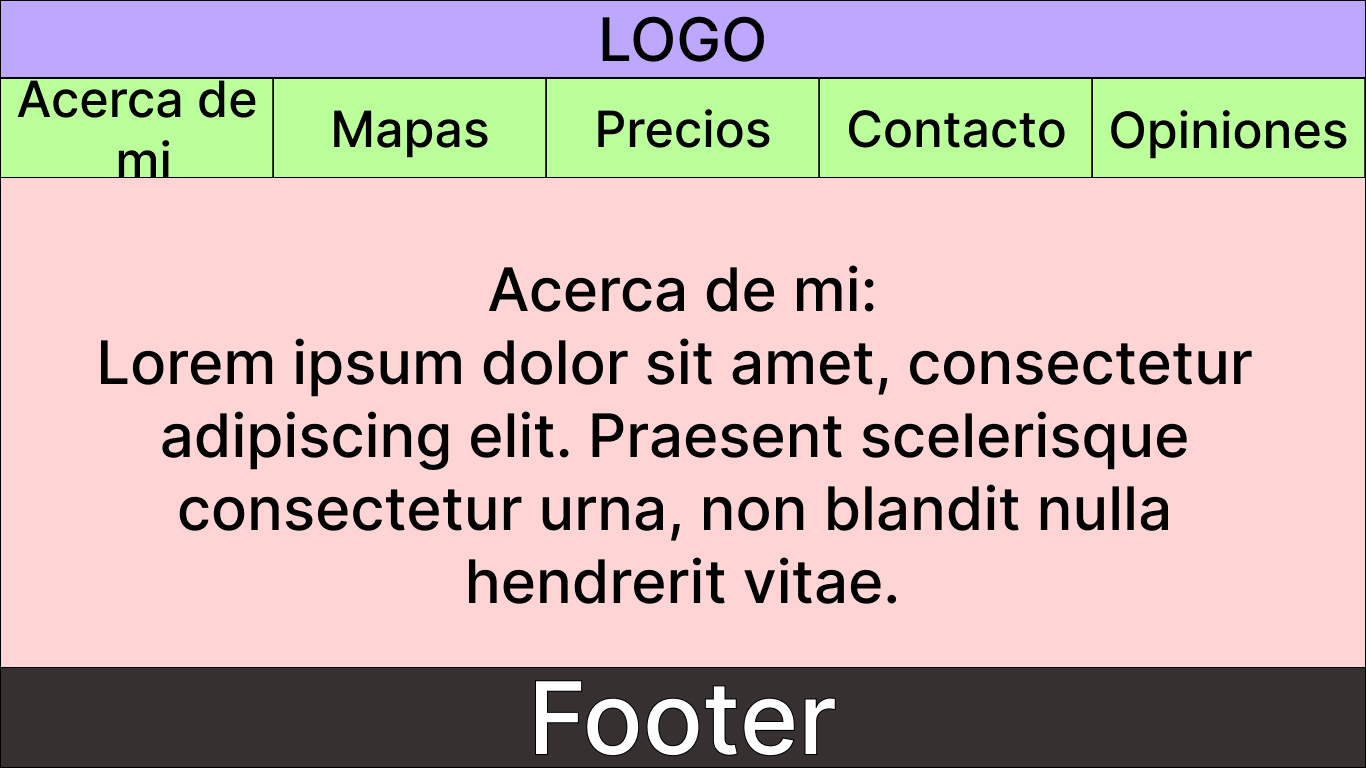 LOGO
Acerca de
mi
Mapas
Precios
Contacto
Opiniones
Acerca de mi:
Lorem ipsum dolor sit amet, consectetur
adipiscing elit. Praesent scelerisque
consectetur urna, non blandit nulla
hendrerit vitae.
Footer